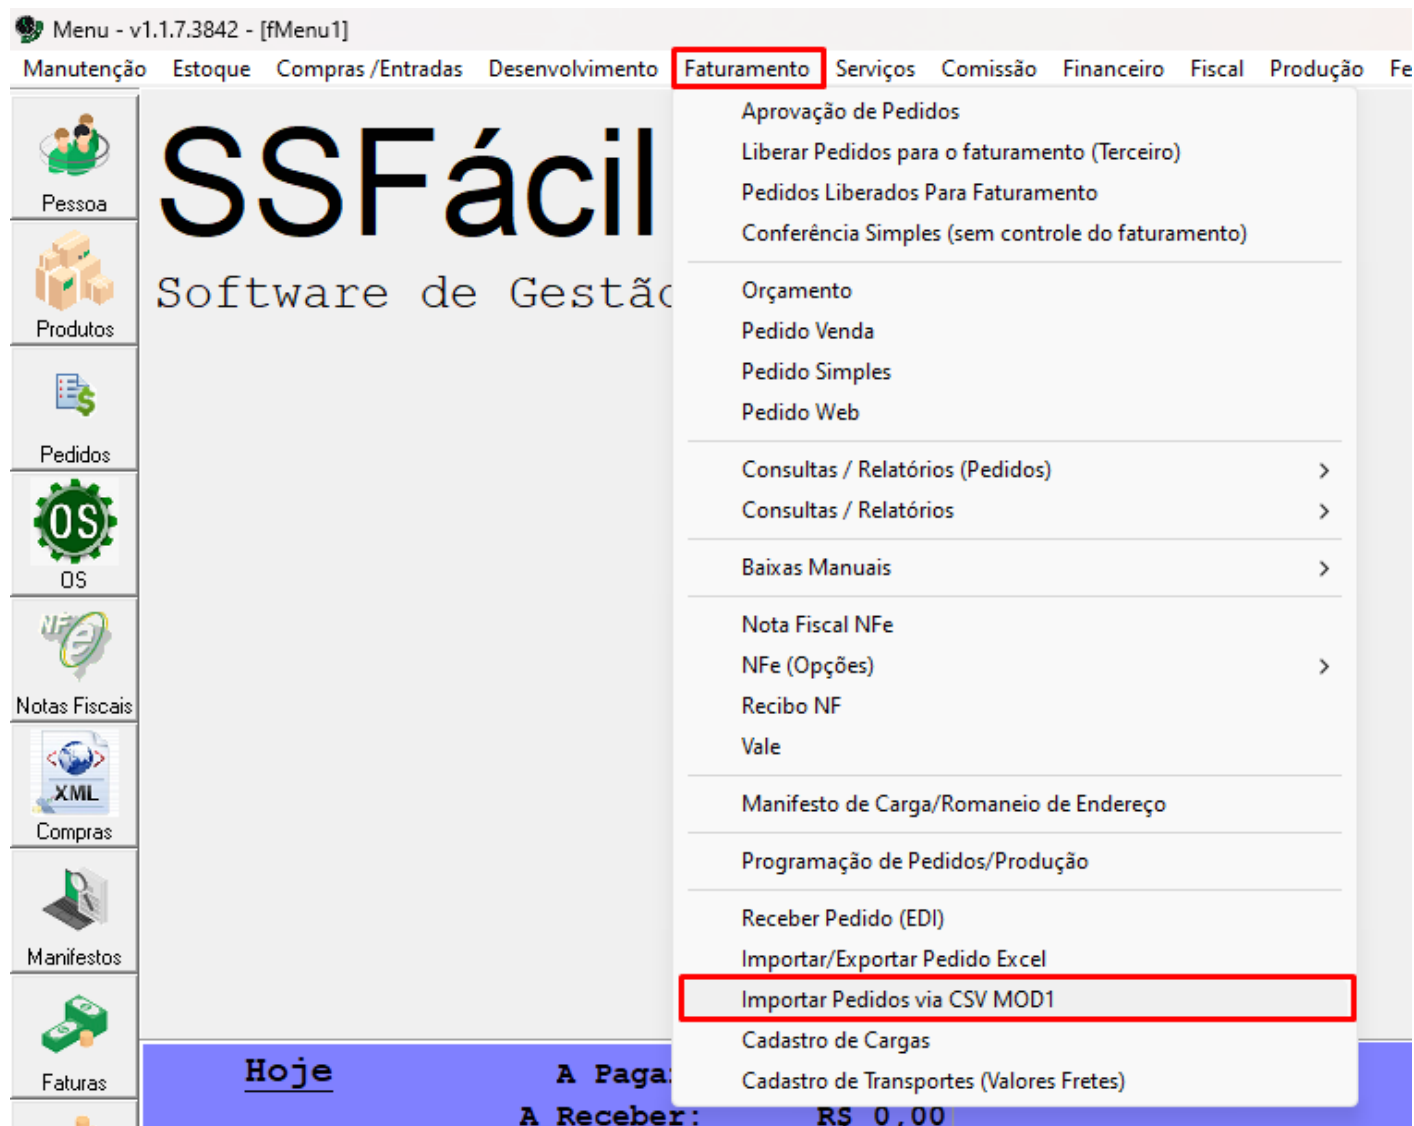 Menu - v1.1.7.3842 - [fMenu1]
Manutenção Estoque Compras /Entradas Desenvolvimento Faturamento Serviços Comissão Financeiro Fiscal Produção Fe
Pessoa
Produtos
Pedidos
OS
OS
NFe
Notas Fiscais
XML
Compras
Manifestos
Faturas
SSFácil
Software de Gestão
Aprovação de Pedidos
Liberar Pedidos para o faturamento (Terceiro)
Pedidos Liberados Para Faturamento
Conferência Simples (sem controle do faturamento)
Orçamento
Pedido Venda
Pedido Simples
Pedido Web
Consultas / Relatórios (Pedidos)
Consultas / Relatórios
Baixas Manuais
Nota Fiscal NFe
NFe (Opções)
Recibo NF
Vale
Manifesto de Carga/Romaneio de Endereço
Programação de Pedidos/Produção
Receber Pedido (EDI)
Importar/Exportar Pedido Excel
Importar Pedidos via CSV MOD1
Cadastro de Cargas
Cadastro de Transportes (Valores Fretes)
Hoje
A Paga
A Receber: R$ 0,00